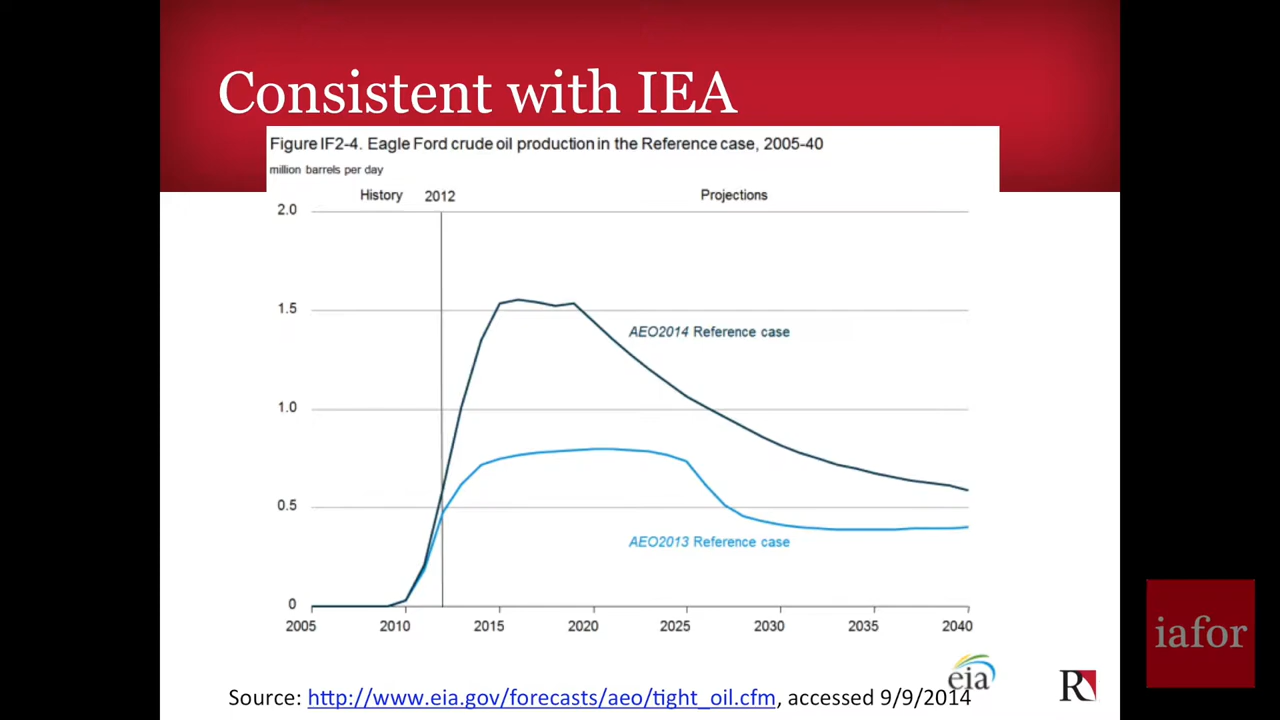 Consistent with IEA
Figure IF2-4. Eagle Ford crude oil production in the Reference case, 2005-40
million barrels per day
History 2012 Projections
2.0
1.5
AEO2014 Reference case
1.0
0.5
AEO2013 Reference case
0
2005 2010 2015 2020 2025 2030 2035 2040
iafor
eia
R
Source: http://www.eia.gov/forecasts/aeo/tight_oil.cfm, accessed 9/9/2014